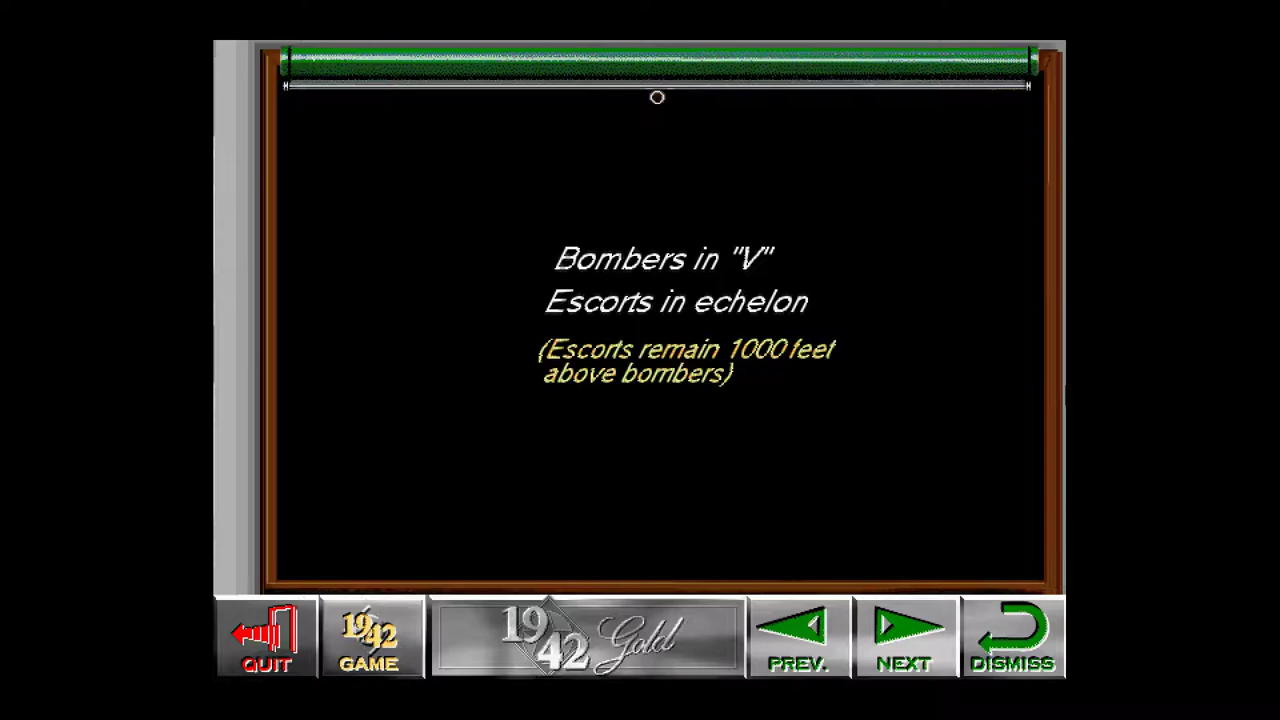 Bombers in "V"
Escorts in echelon
(Escorts remain 1000 feet
above bombers)
QUIT
1942
GAME
1942 Gold
PREV.
NEXT
DISMISS